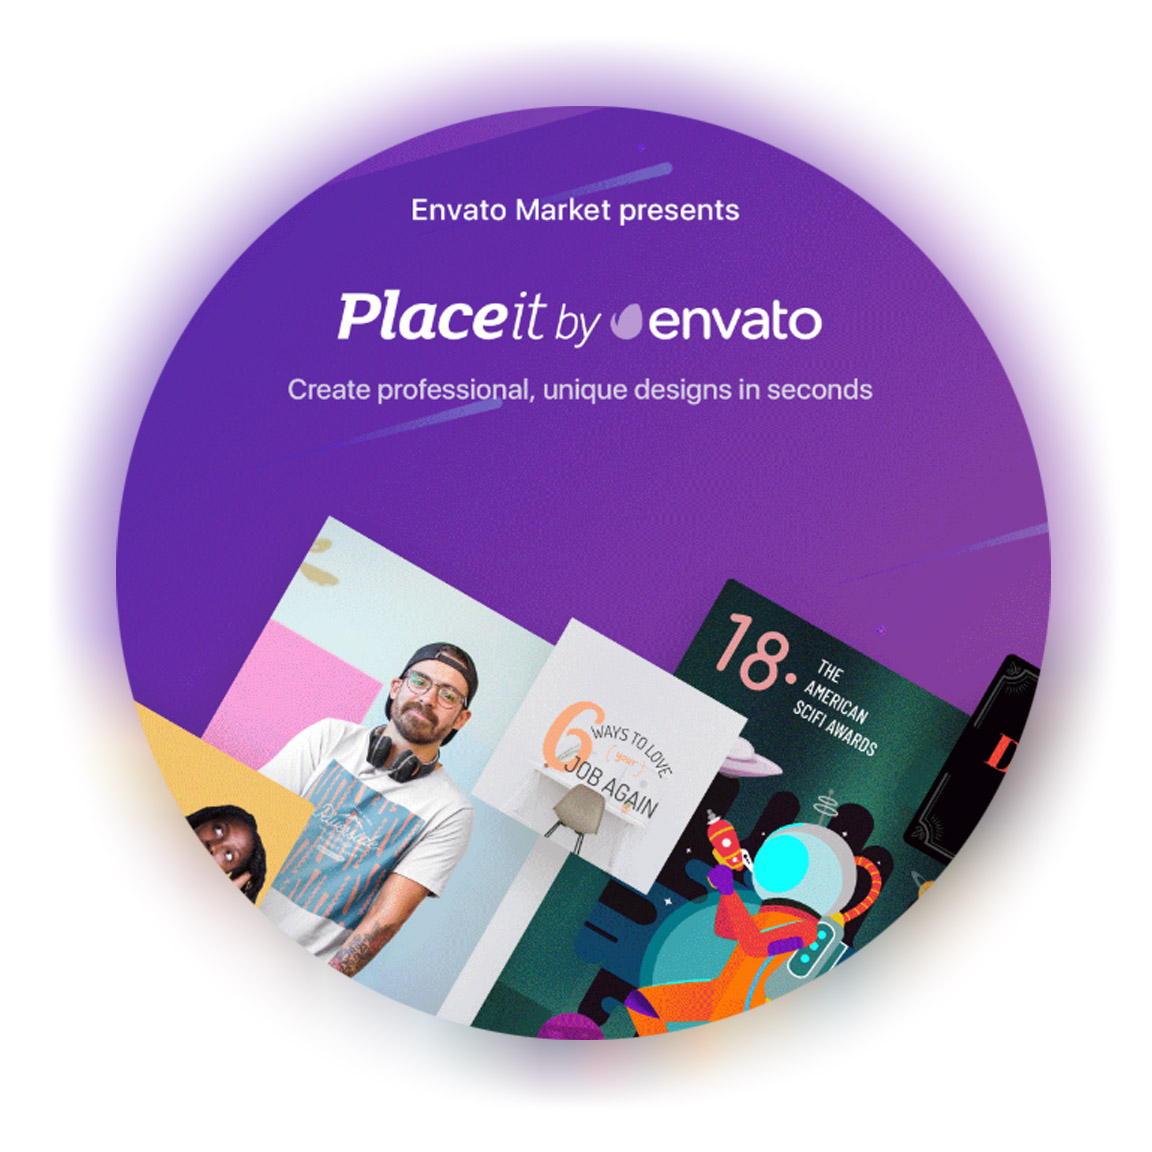 Envato Market presents
Placeit by envato
Create professional, unique designs in seconds
Riverside
6 WAYS TO LOVE
{ your }
JOB AGAIN
18.
THE
AMERICAN
SCIFI AWARDS